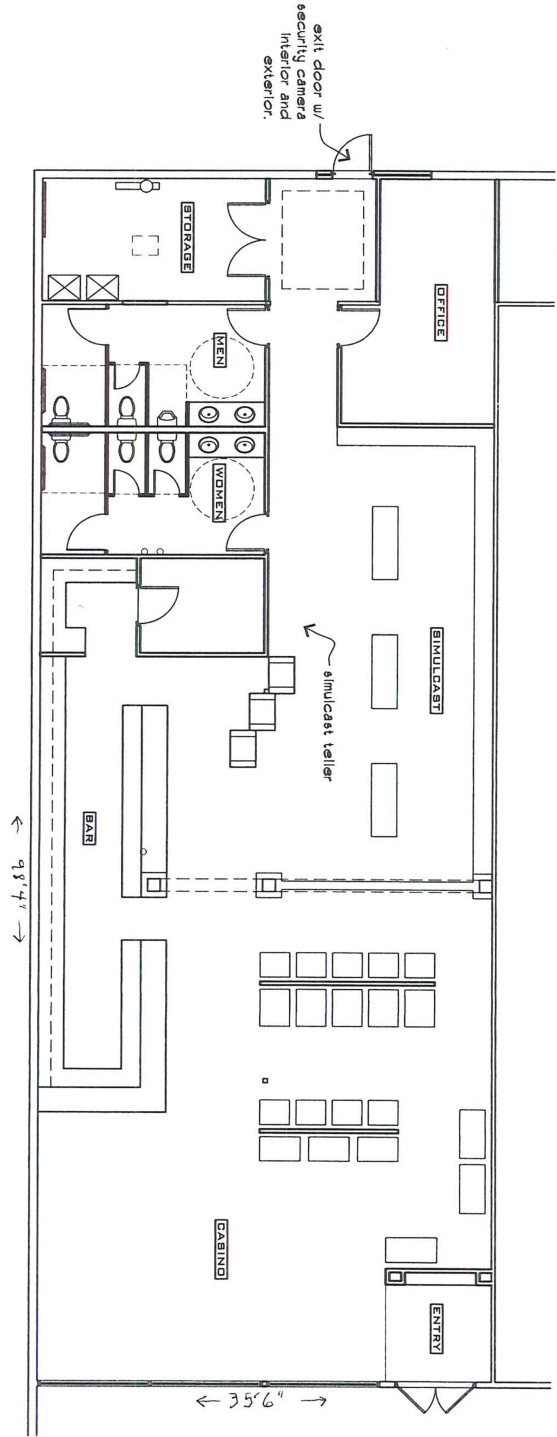 exit door w/
security camera
interior and
exterior.
STORAGE
OFFICE
MEN
WOMEN
SIMULCAST
simulcast teller
BAR
98'4"
CASINO
ENTRY
35'6"